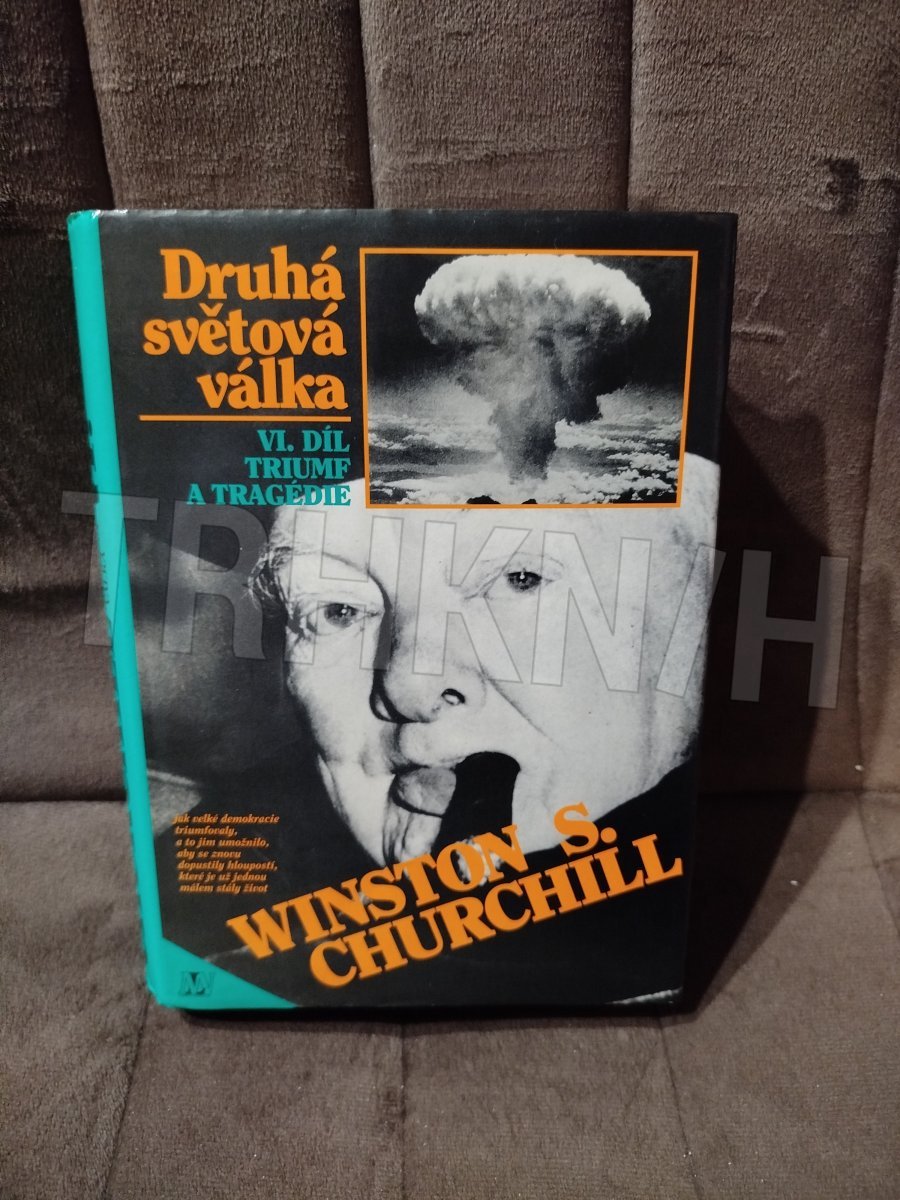 Druhá
světová
válka
VI. DÍL
TRIUMF
A TRAGÉDIE
jak velké demokracie
triumfovaly,
a to jim umožnilo,
aby se znovu
dopustily hloupostí,
které je už jednou
málem stály život
WINSTON S.
CHURCHILL
TRHKN/H